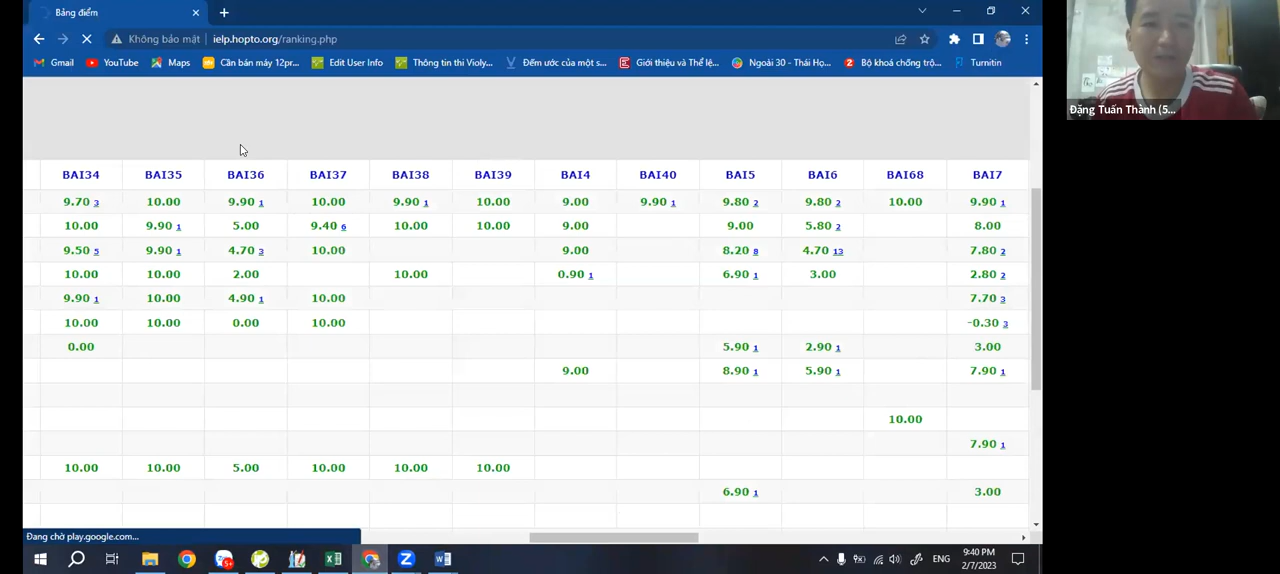 Bảng điểm
Không bảo mật ielp.hopto.org/ranking.php
Gmail YouTube Maps Căn bán máy 12pr... Edit User Info Thông tin thi Violy... Đếm ước của một s... Giới thiệu và Thể lệ... Ngoài 30 - Thái Họ... Bộ khoá chống trộ... Turnitin
Đặng Tuấn Thành (5...
BAI34 BAI35 BAI36 BAI37 BAI38 BAI39 BAI4 BAI40 BAI5 BAI6 BAI68 BAI7
9.70 3 10.00 9.90 1 10.00 9.90 1 10.00 9.00 9.90 1 9.80 2 9.80 2 10.00 9.90 1
10.00 9.90 1 5.00 9.40 6 10.00 10.00 9.00 9.00 5.80 2 8.00
9.50 5 9.90 1 4.70 3 10.00 9.00 8.20 8 4.70 13 7.80 2
10.00 10.00 2.00 10.00 0.90 1 6.90 1 3.00 2.80 2
9.90 1 10.00 4.90 1 10.00 7.70 3
10.00 10.00 0.00 10.00 -0.30 3
0.00 5.90 1 2.90 1 3.00
9.00 8.90 1 5.90 1 7.90 1
10.00
7.90 1
10.00 10.00 5.00 10.00 10.00 10.00
6.90 1 3.00
Đang chờ play.google.com...
5+
ENG
9:40 PM
2/7/2023